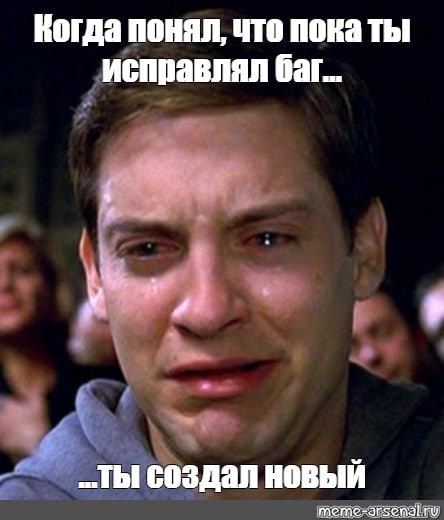 Когда понял, что пока ты
исправлял баг...
...ты создал новый
meme-arsenal.ru